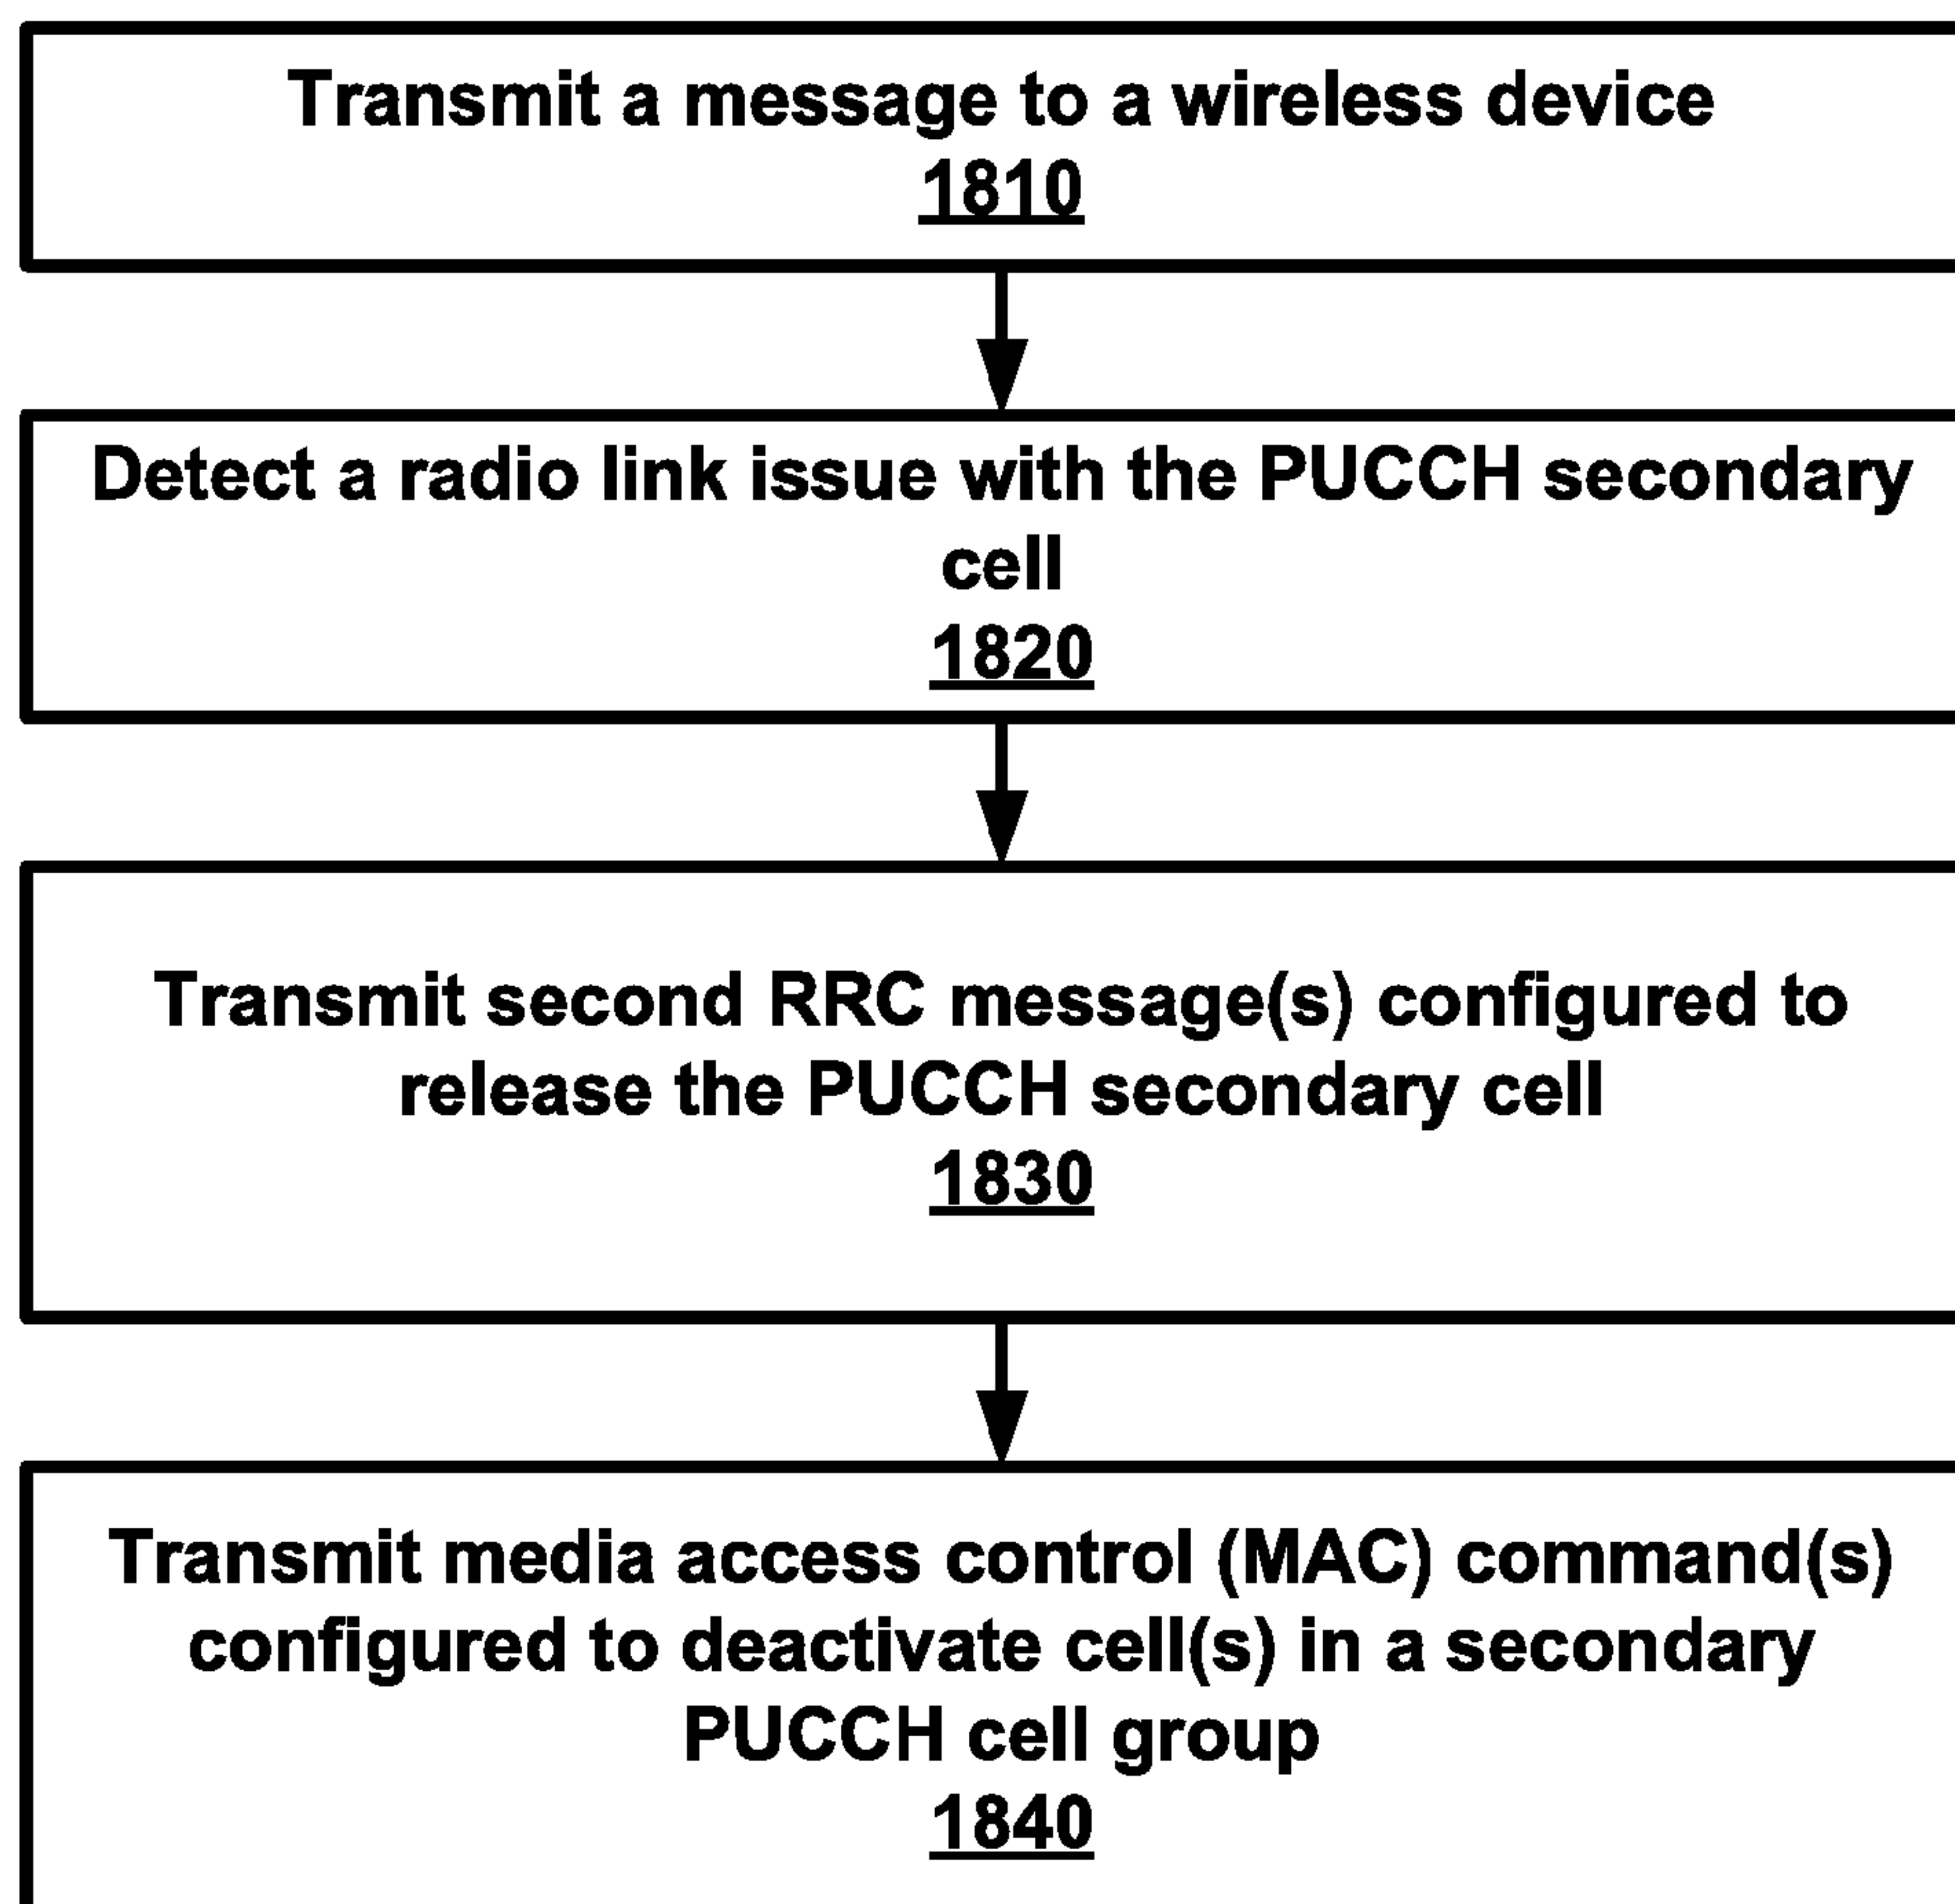 Transmit a message to a wireless device
1810
Detect a radio link issue with the PUCCH secondary
cell
1820
Transmit second RRC message(s) configured to
release the PUCCH secondary cell
1830
Transmit media access control (MAC) command(s)
configured to deactivate cell(s) in a secondary
PUCCH cell group
1840